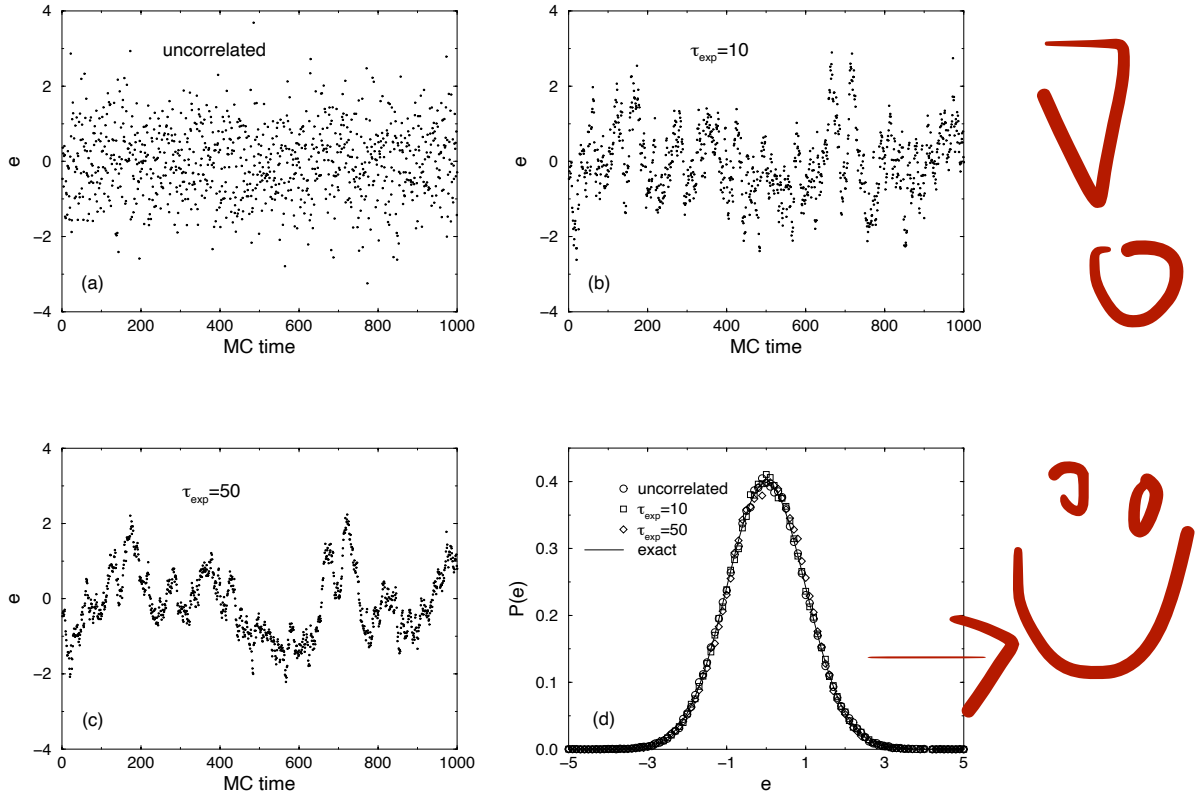 4
2
0
−2
−4
e
uncorrelated
(a)
0 200 400 600 800 1000
MC time
4
2
0
−2
−4
e
τexp=10
(b)
0 200 400 600 800 1000
MC time
4
2
0
−2
−4
e
τexp=50
(c)
0 200 400 600 800 1000
MC time
0.4
0.3
0.2
0.1
0.0
P(e)
uncorrelated
τexp=10
τexp=50
exact
(d)
−5 −3 −1 1 3 5
e